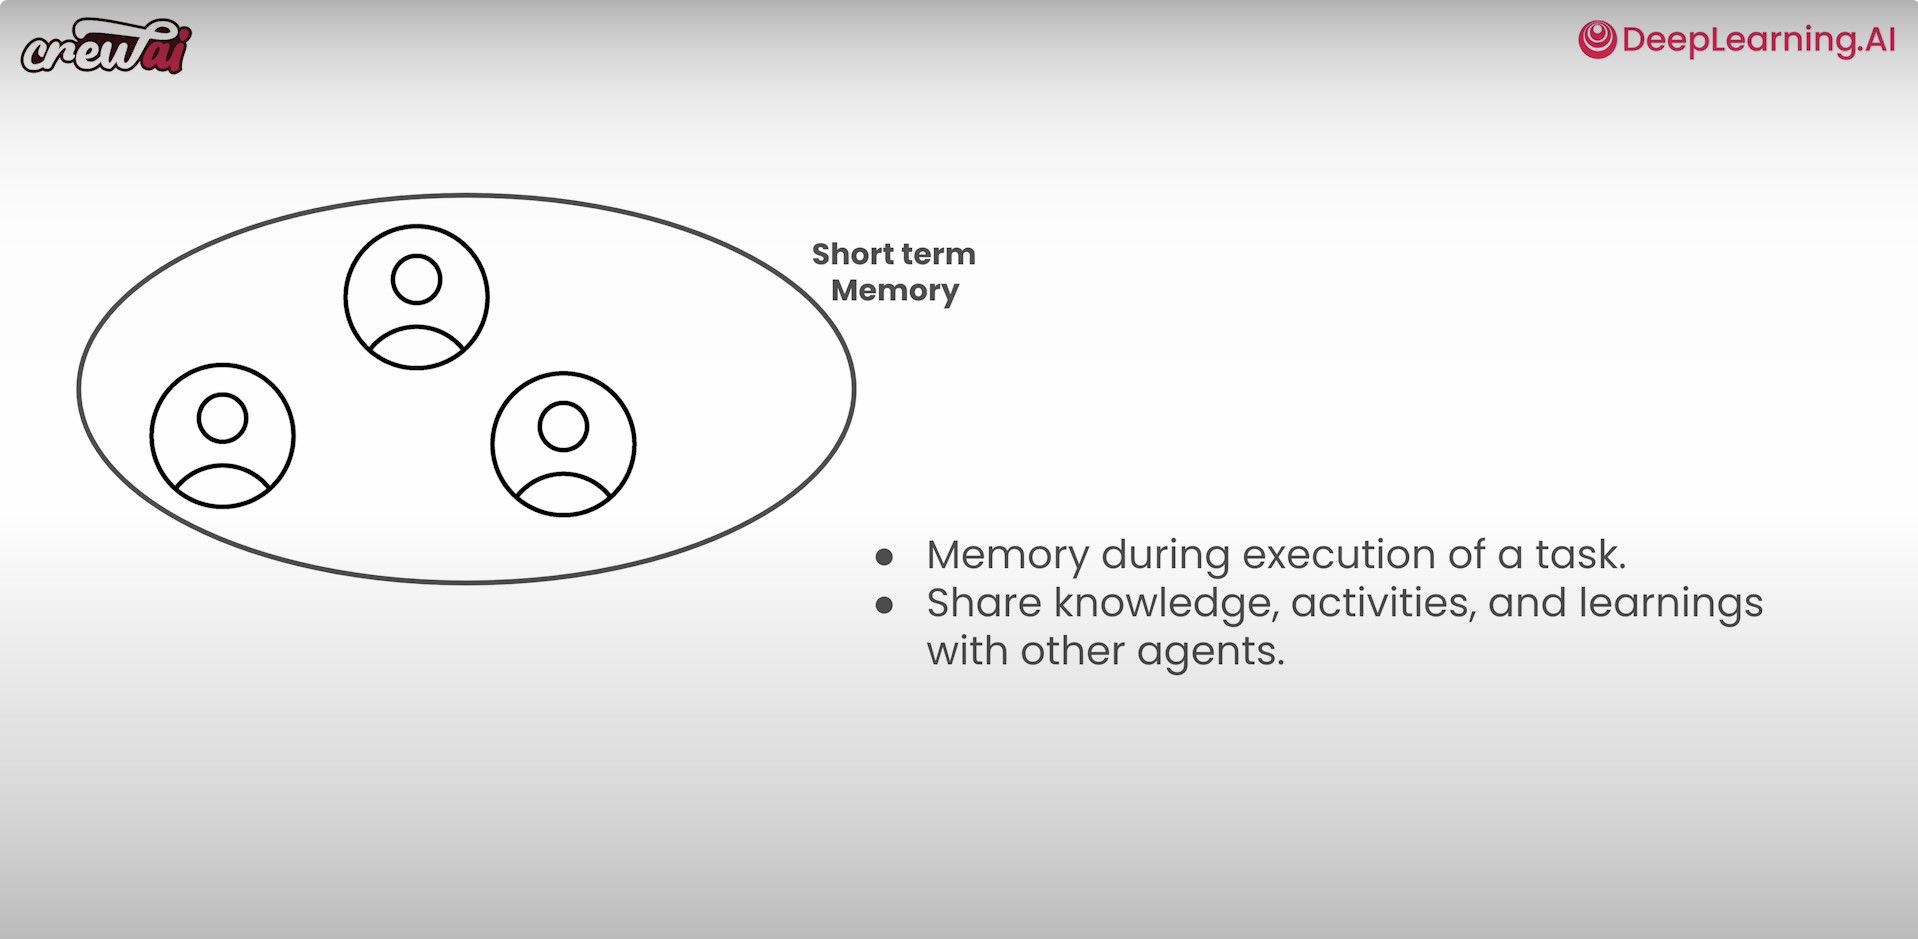 crewai
DeepLearning.AI
Short term
Memory
● Memory during execution of a task.
● Share knowledge, activities, and learnings
with other agents.